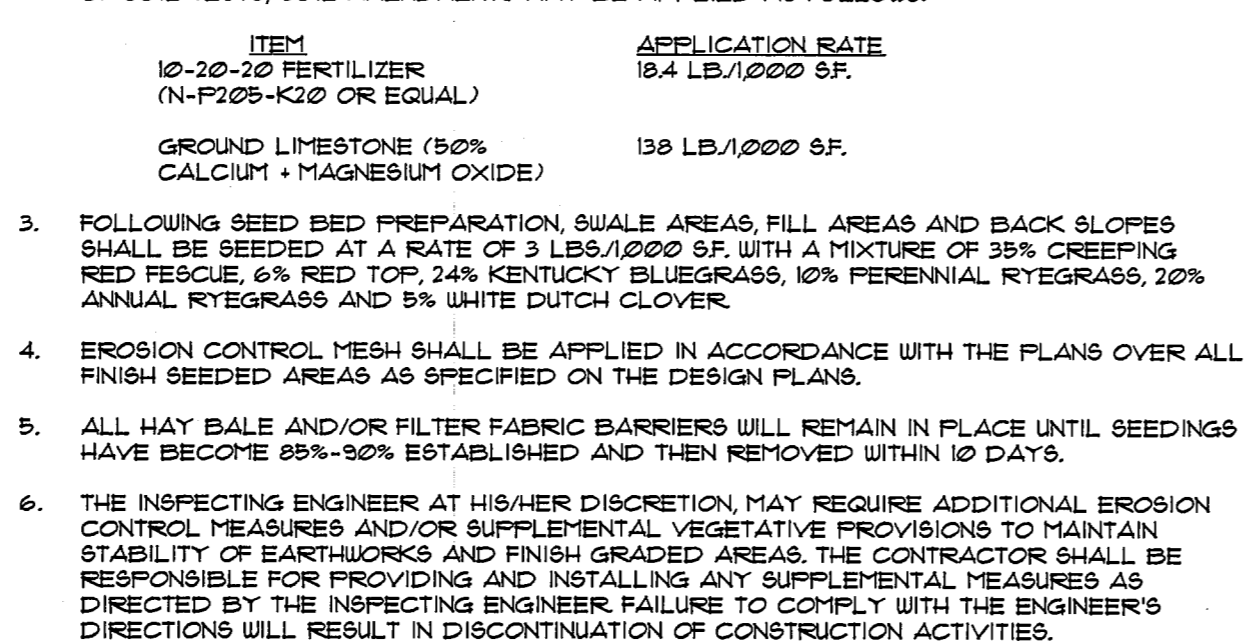 ITEM APPLICATION RATE
10-20-20 FERTILIZER 18.4 LB./1,000 S.F.
(N-P205-K20 OR EQUAL)
GROUND LIMESTONE (50% 138 LB./1,000 S.F.
CALCIUM + MAGNESIUM OXIDE)
3. FOLLOWING SEED BED PREPARATION, SWALE AREAS, FILL AREAS AND BACK SLOPES
SHALL BE SEEDED AT A RATE OF 3 LBS./1,000 S.F. WITH A MIXTURE OF 35% CREEPING
RED FESCUE, 6% RED TOP, 24% KENTUCKY BLUEGRASS, 10% PERENNIAL RYEGRASS, 20%
ANNUAL RYEGRASS AND 5% WHITE DUTCH CLOVER
4. EROSION CONTROL MESH SHALL BE APPLIED IN ACCORDANCE WITH THE PLANS OVER ALL
FINISH SEEDED AREAS AS SPECIFIED ON THE DESIGN PLANS.
5. ALL HAY BALE AND/OR FILTER FABRIC BARRIERS WILL REMAIN IN PLACE UNTIL SEEDINGS
HAVE BECOME 85%-90% ESTABLISHED AND THEN REMOVED WITHIN 10 DAYS.
6. THE INSPECTING ENGINEER AT HIS/HER DISCRETION, MAY REQUIRE ADDITIONAL EROSION
CONTROL MEASURES AND/OR SUPPLEMENTAL VEGETATIVE PROVISIONS TO MAINTAIN
STABILITY OF EARTHWORKS AND FINISH GRADED AREAS. THE CONTRACTOR SHALL BE
RESPONSIBLE FOR PROVIDING AND INSTALLING ANY SUPPLEMENTAL MEASURES AS
DIRECTED BY THE INSPECTING ENGINEER. FAILURE TO COMPLY WITH THE ENGINEER'S
DIRECTIONS WILL RESULT IN DISCONTINUATION OF CONSTRUCTION ACTIVITIES.